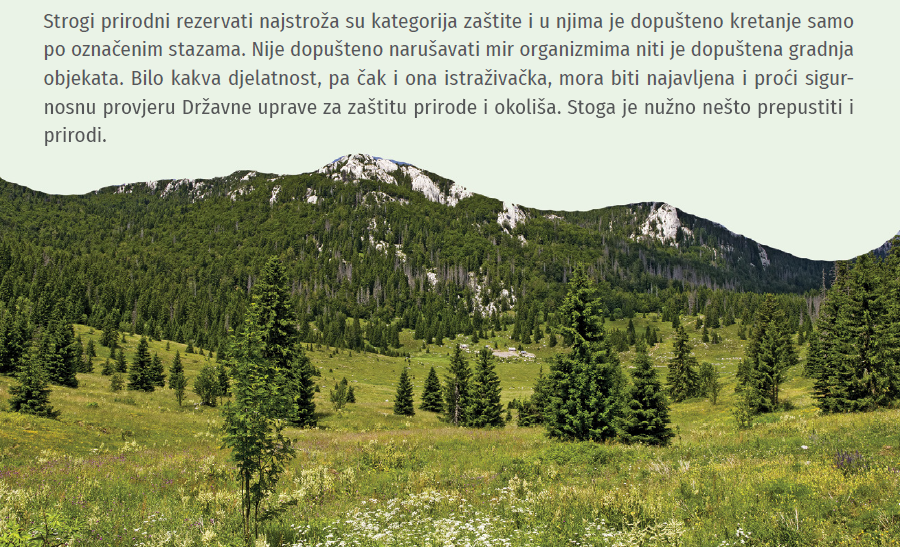 Strogi prirodni rezervati najstroža su kategorija zaštite i u njima je dopušteno kretanje samo
po označenim stazama. Nije dopušteno narušavati mir organizmima niti je dopuštena gradnja
objekata. Bilo kakva djelatnost, pa čak i ona istraživačka, mora biti najavljena i proći sigur-
nosnu provjeru Državne uprave za zaštitu prirode i okoliša. Stoga je nužno nešto prepustiti i
prirodi.